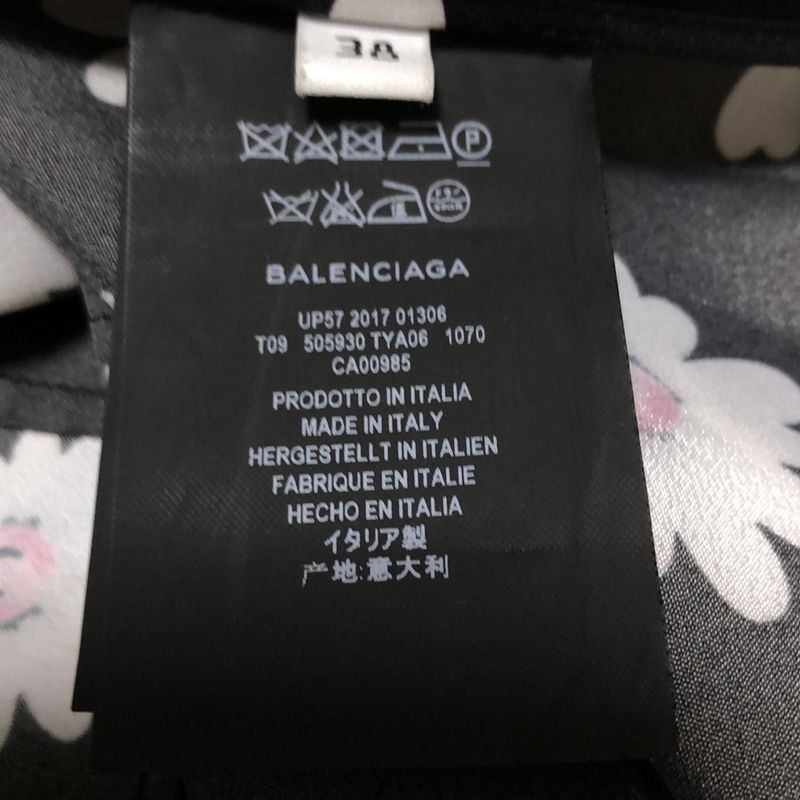 38
P
BALENCIAGA
UP57 2017 01306
T09 505930 TYA06 1070
CA00985
PRODOTTO IN ITALIA
MADE IN ITALY
HERGESTELLT IN ITALIEN
FABRIQUE EN ITALIE
HECHO EN ITALIA
イタリア製
产地:意大利